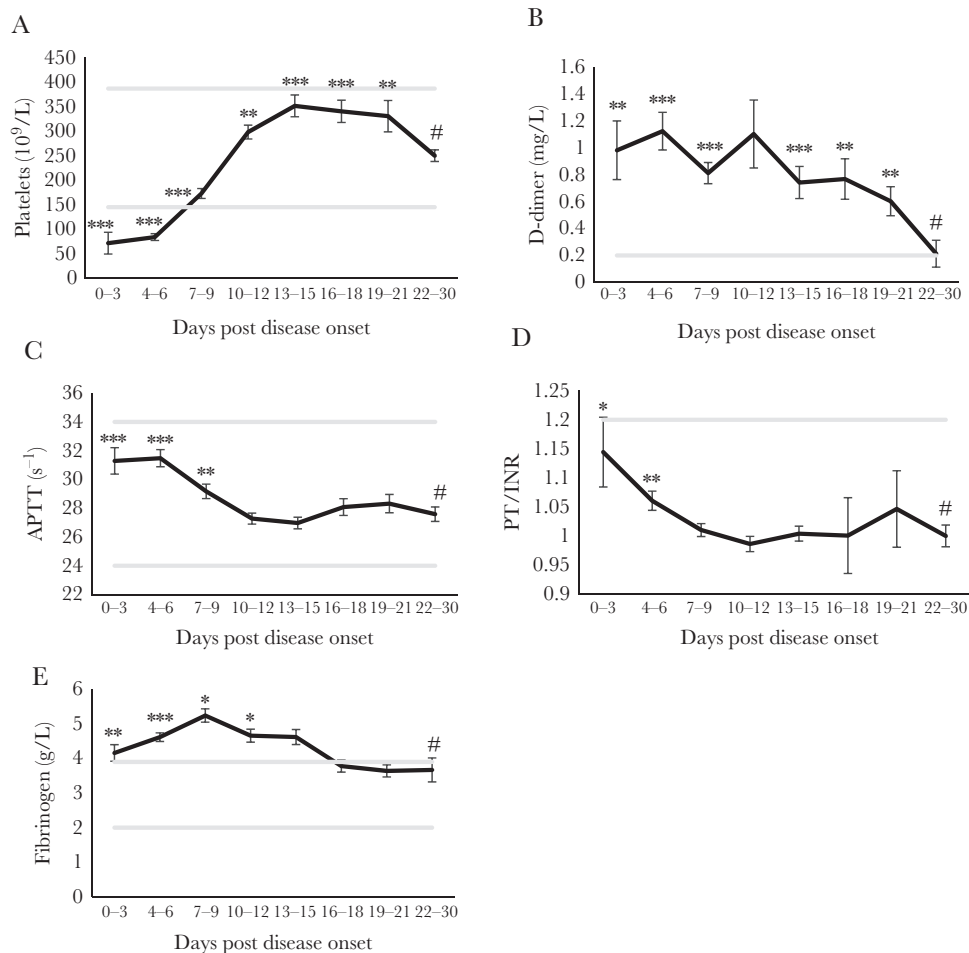 A
450
400
350
300
250
200
150
100
50
0
Platelets (10⁹/L)
*** *** *** ** *** *** ** #
0–3 4–6 7–9 10–12 13–15 16–18 19–21 22–30
Days post disease onset
B
1.6
1.4
1.2
1
0.8
0.6
0.4
0.2
0
D-dimer (mg/L)
** *** *** *** ** ** #
0–3 4–6 7–9 10–12 13–15 16–18 19–21 22–30
Days post disease onset
C
36
34
32
30
28
26
24
22
APTT (s⁻¹)
*** *** ** #
0–3 4–6 7–9 10–12 13–15 16–18 19–21 22–30
Days post disease onset
D
1.25
1.2
1.15
1.10
1.05
1
0.95
0.9
PT/INR
* ** #
0–3 4–6 7–9 10–12 13–15 16–18 19–21 22–30
Days post disease onset
E
6
5
4
3
2
1
0
Fibrinogen (g/L)
** *** * * #
0–3 4–6 7–9 10–12 13–15 16–18 19–21 22–30
Days post disease onset